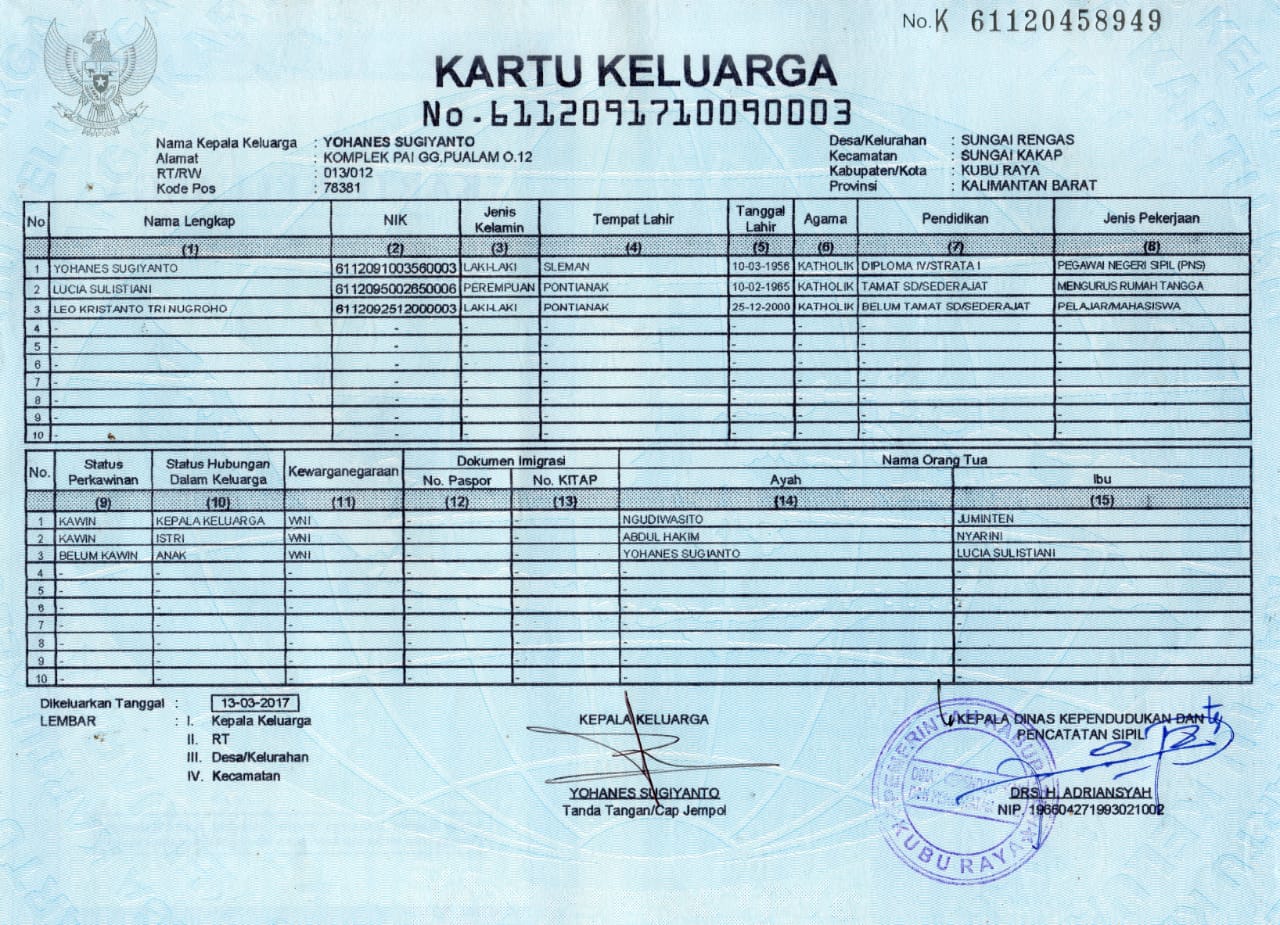 No. K 61120458949
KARTU KELUARGA
No. 6112091710090003
Nama Kepala Keluarga : YOHANES SUGIYANTO
Alamat : KOMPLEK PAI GG.PUALAM O.12
RT/RW : 013/012
Kode Pos : 78381
Desa/Kelurahan : SUNGAI RENGAS
Kecamatan : SUNGAI KAKAP
Kabupaten/Kota : KUBU RAYA
Provinsi : KALIMANTAN BARAT
No Nama Lengkap NIK Jenis Kelamin Tempat Lahir Tanggal Lahir Agama Pendidikan Jenis Pekerjaan
(1) (2) (3) (4) (5) (6) (7) (8)
1 YOHANES SUGIYANTO 6112091003560003 LAKI-LAKI SLEMAN 10-03-1956 KATHOLIK DIPLOMA IV/STRATA I PEGAWAI NEGERI SIPIL (PNS)
2 LUCIA SULISTIANI 6112095002650006 PEREMPUAN PONTIANAK 10-02-1965 KATHOLIK TAMAT SD/SEDERAJAT MENGURUS RUMAH TANGGA
3 LEO KRISTANTO TRI NUGROHO 6112092512000003 LAKI-LAKI PONTIANAK 25-12-2000 KATHOLIK BELUM TAMAT SD/SEDERAJAT PELAJAR/MAHASISWA
4 - - - - - - - -
5 - - - - - - - -
6 - - - - - - - -
7 - - - - - - - -
8 - - - - - - - -
9 - - - - - - - -
10 - - - - - - - -
No. Status Perkawinan Status Hubungan Dalam Keluarga Kewarganegaraan Dokumen Imigrasi Nama Orang Tua
No. Paspor No. KITAP Ayah Ibu
(9) (10) (11) (12) (13) (14) (15)
1 KAWIN KEPALA KELUARGA WNI - - NGUDIWASITO JUMINTEN
2 KAWIN ISTRI WNI - - ABDUL HAKIM NYARINI
3 BELUM KAWIN ANAK WNI - - YOHANES SUGIANTO LUCIA SULISTIANI
4 - - - - - - -
5 - - - - - - -
6 - - - - - - -
7 - - - - - - -
8 - - - - - - -
9 - - - - - - -
10 - - - - - - -
Dikeluarkan Tanggal : 13-03-2017
LEMBAR : I. Kepala Keluarga
II. RT
III. Desa/Kelurahan
IV. Kecamatan
KEPALA KELUARGA
YOHANES SUGIYANTO
Tanda Tangan/Cap Jempol
KEPALA DINAS KEPENDUDUKAN DAN
PENCATATAN SIPIL
DRS. H. ADRIANSYAH
NIP. 196604271993021002
PEMERINTAH KABUPATEN
KUBU RAYA